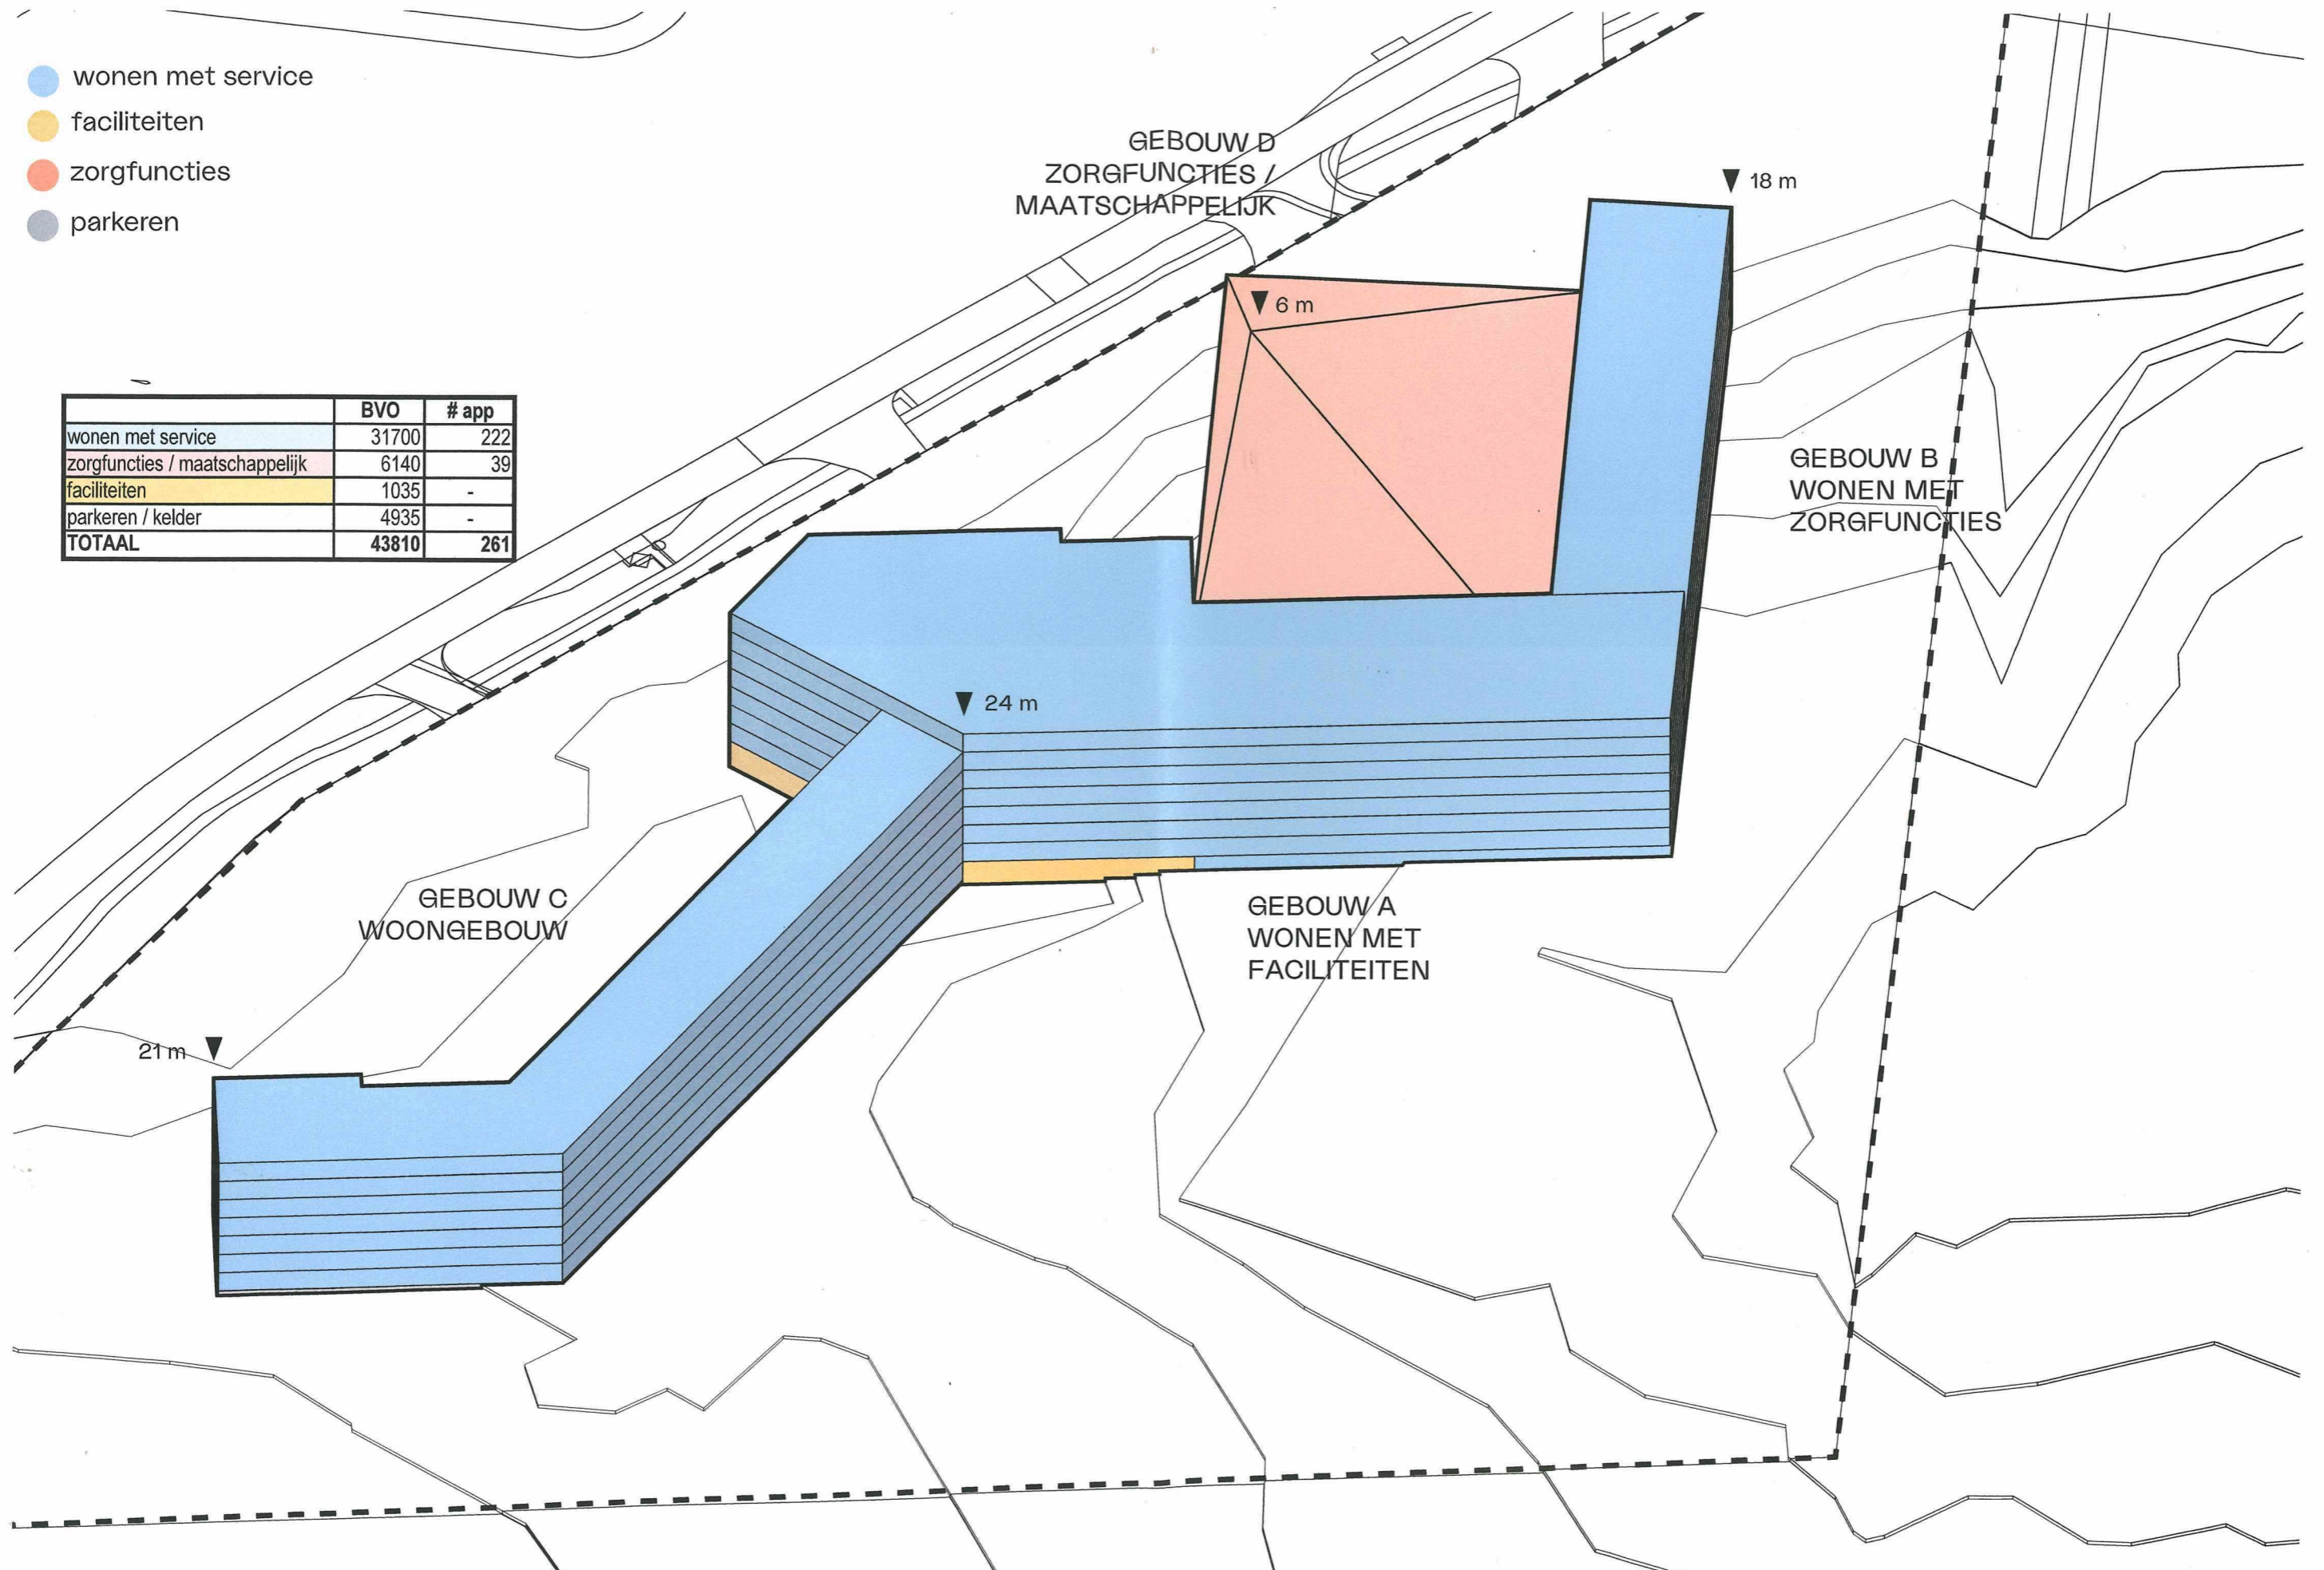 wonen met service
faciliteiten
zorgfuncties
parkeren
GEBOUW D
ZORGFUNCTIES /
MAATSCHAPPELIJK
18 m
6 m
BVO # app
wonen met service 31700 222
zorgfuncties / maatschappelijk 6140 39
faciliteiten 1035 -
parkeren / kelder 4935 -
TOTAAL 43810 261
GEBOUW B
WONEN MET
ZORGFUNCTIES
24 m
GEBOUW C
WOONGEBOUW
GEBOUW A
WONEN MET
FACILITEITEN
21 m